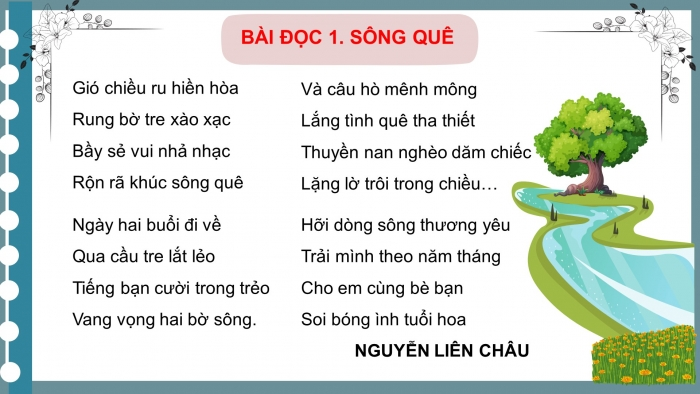 BÀI ĐỌC 1. SÔNG QUÊ
Gió chiều ru hiền hòa
Rung bờ tre xào xạc
Bầy sẻ vui nhả nhạc
Rộn rã khúc sông quê
Ngày hai buổi đi về
Qua cầu tre lắt lẻo
Tiếng bạn cười trong trẻo
Vang vọng hai bờ sông.
Và câu hò mênh mông
Lắng tình quê tha thiết
Thuyền nan nghèo dăm chiếc
Lặng lờ trôi trong chiều…
Hỡi dòng sông thương yêu
Trải mình theo năm tháng
Cho em cùng bè bạn
Soi bóng ình tuổi hoa
NGUYỄN LIÊN CHÂU